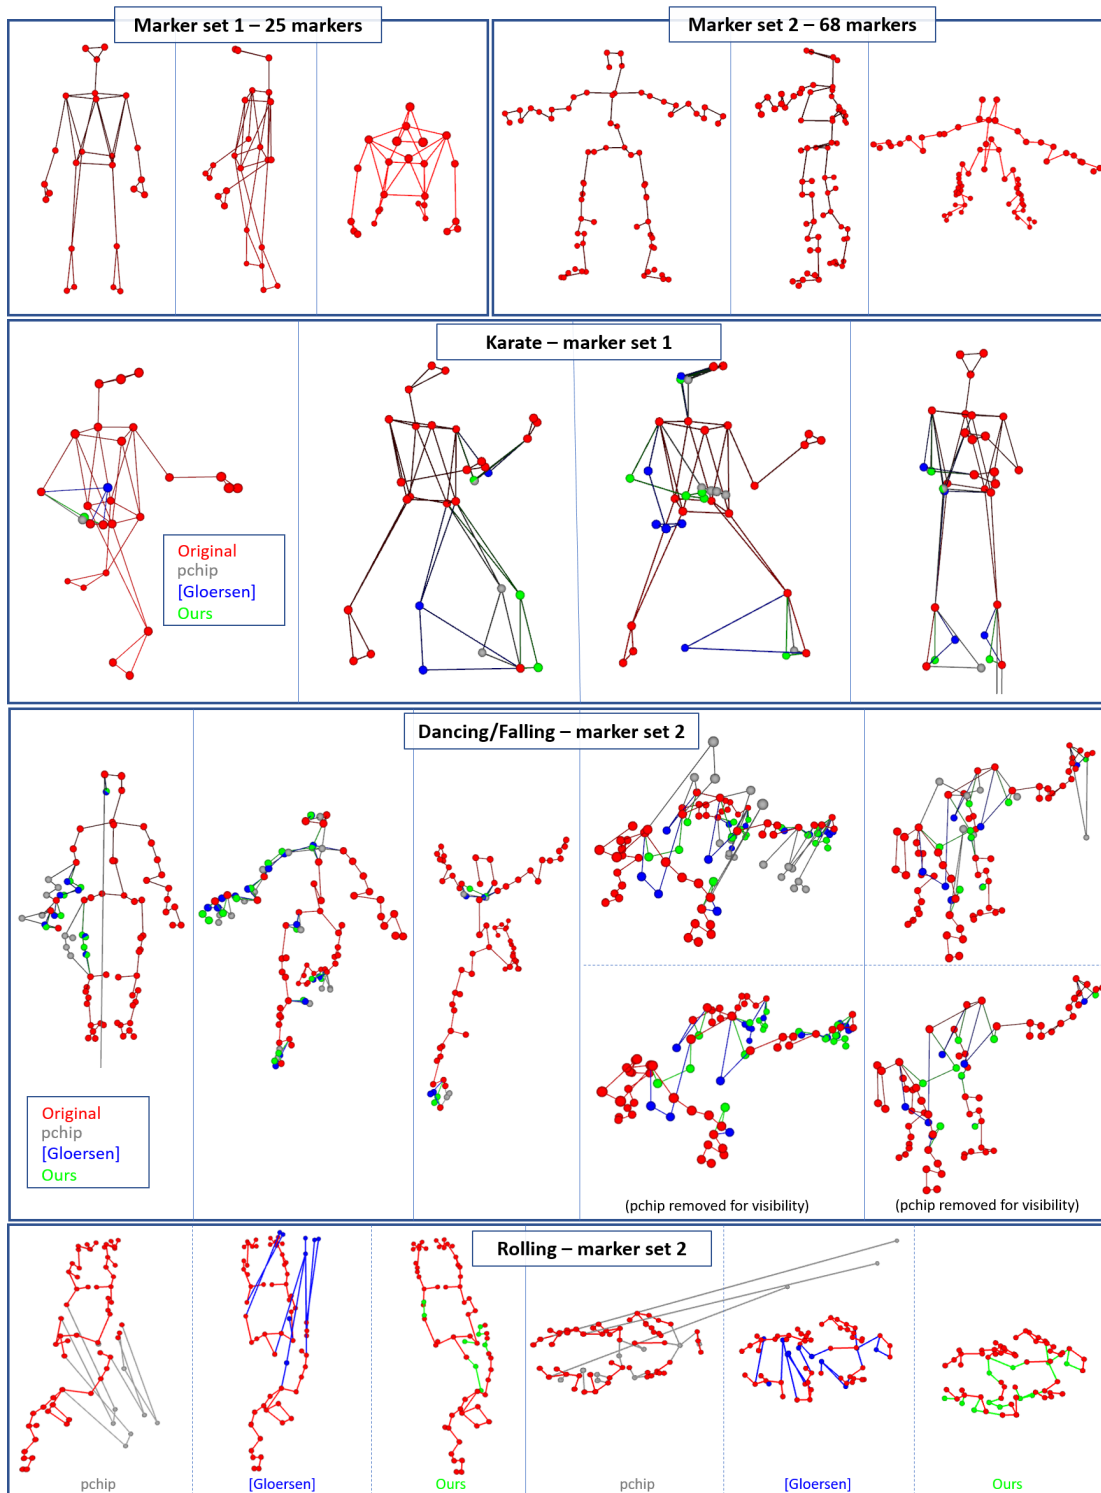 Marker set 1 – 25 markers
Marker set 2 – 68 markers
Karate – marker set 1
Original
pchip
[Gloersen]
Ours
Dancing/Falling – marker set 2
Original
pchip
[Gloersen]
Ours
(pchip removed for visibility)
(pchip removed for visibility)
Rolling – marker set 2
pchip
[Gloersen]
Ours
pchip
[Gloersen]
Ours